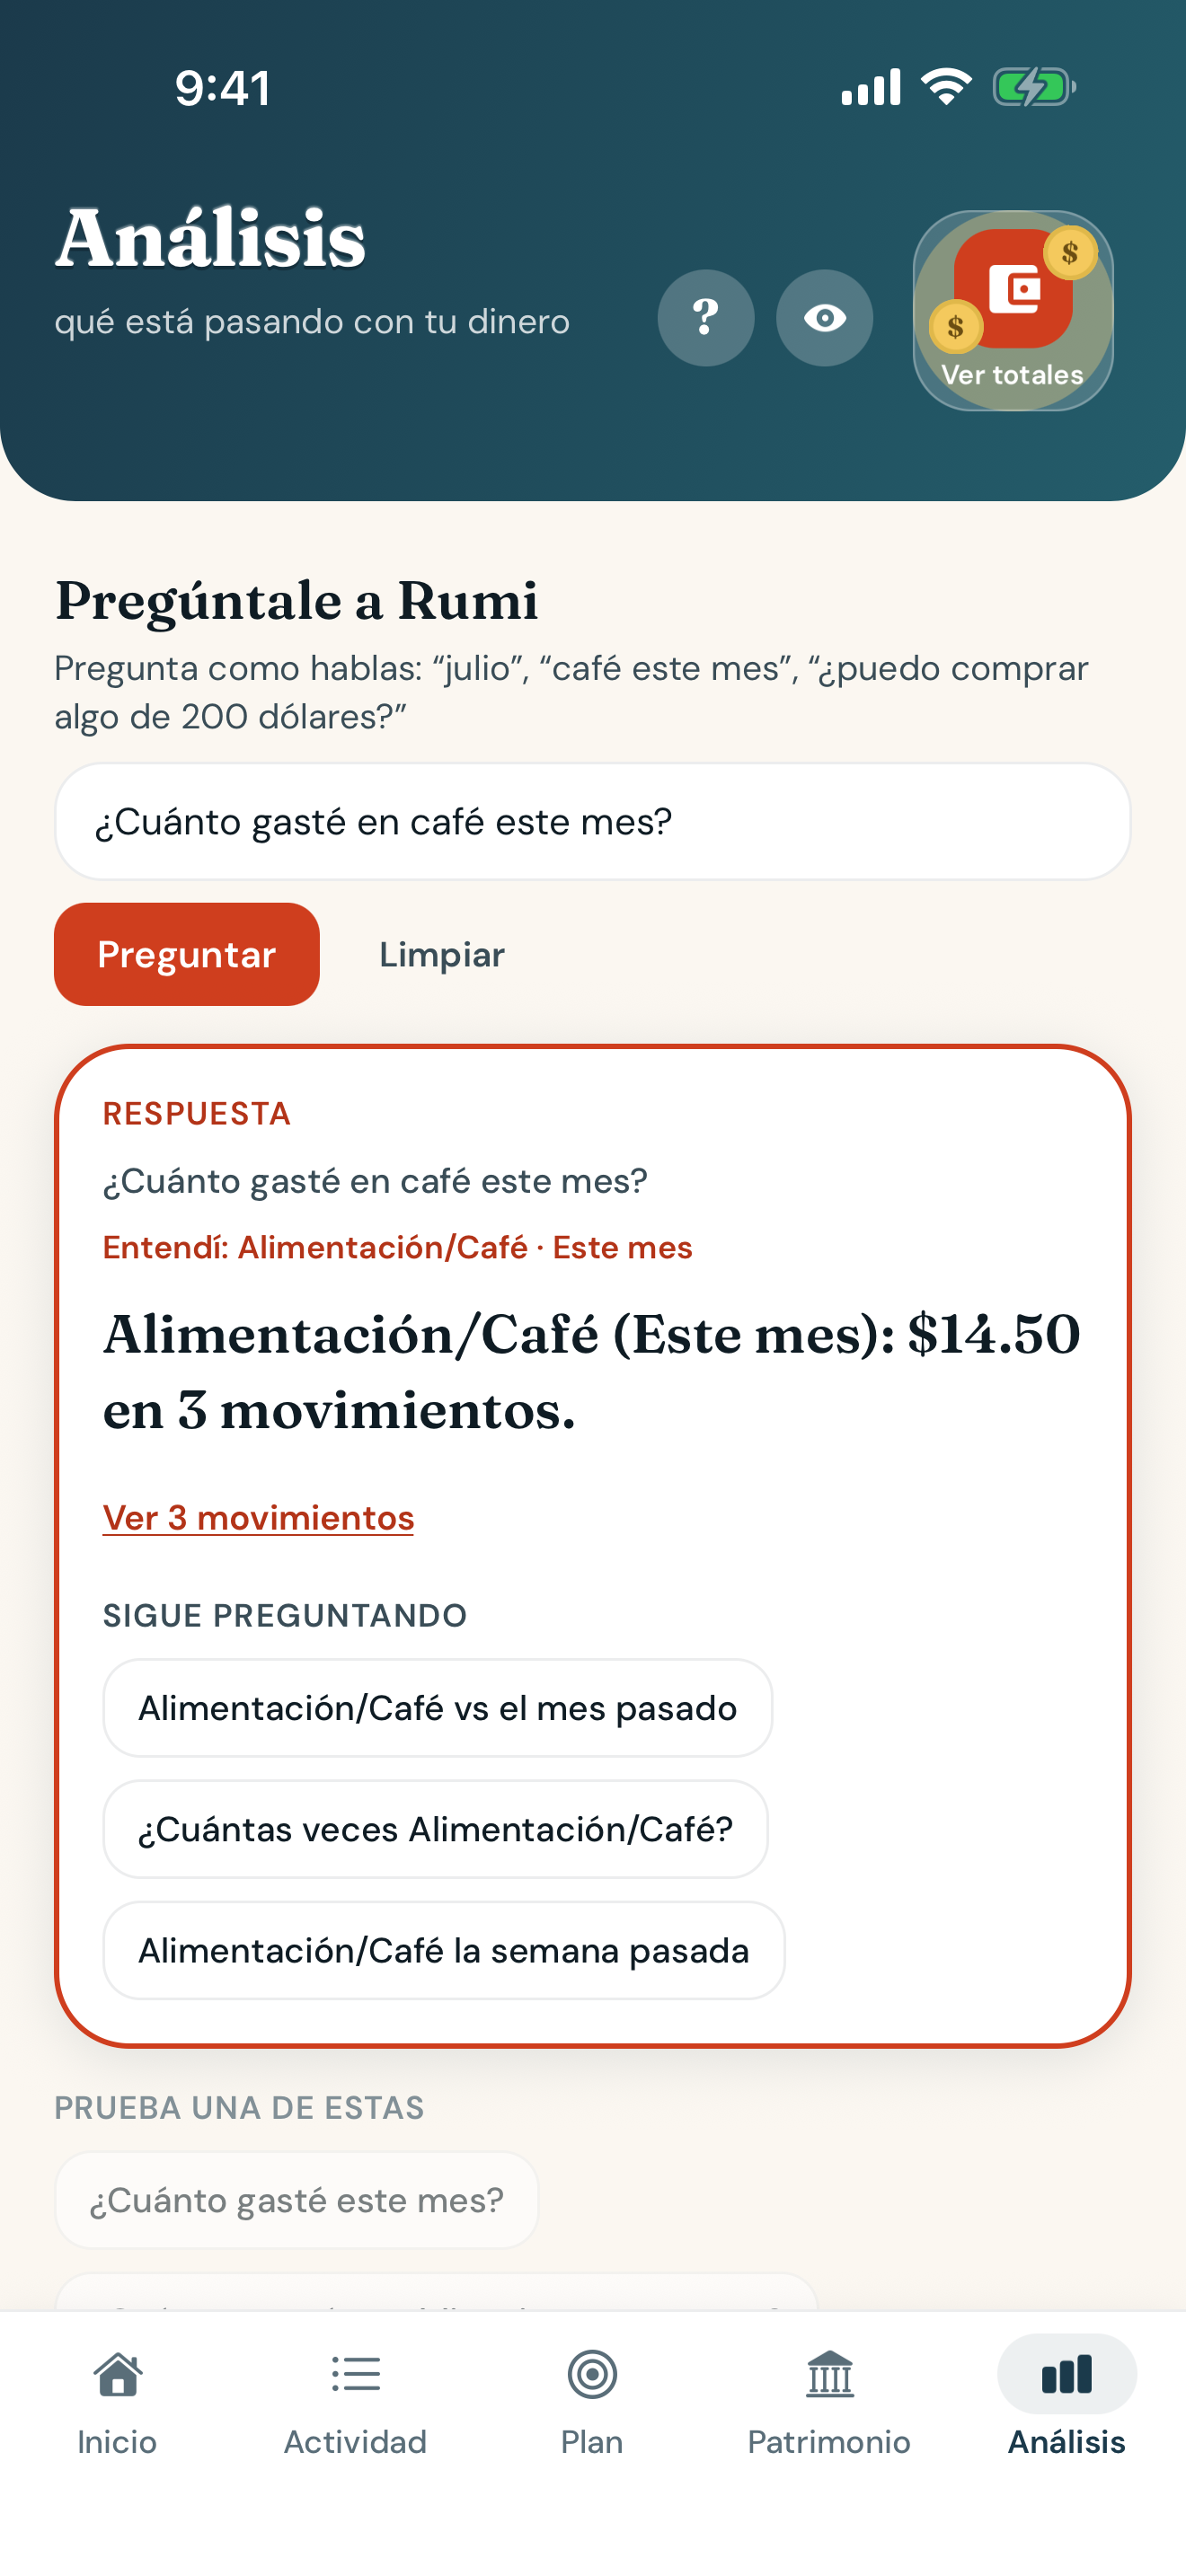 9:41
Análisis
qué está pasando con tu dinero
?
$
$
Ver totales
Pregúntale a Rumi
Pregunta como hablas: “julio”, “café este mes”, “¿puedo comprar
algo de 200 dólares?”
¿Cuánto gasté en café este mes?
Preguntar
Limpiar
RESPUESTA
¿Cuánto gasté en café este mes?
Entendí: Alimentación/Café · Este mes
Alimentación/Café (Este mes): $14.50
en 3 movimientos.
Ver 3 movimientos
SIGUE PREGUNTANDO
Alimentación/Café vs el mes pasado
¿Cuántas veces Alimentación/Café?
Alimentación/Café la semana pasada
PRUEBA UNA DE ESTAS
¿Cuánto gasté este mes?
Inicio
Actividad
Plan
Patrimonio
Análisis